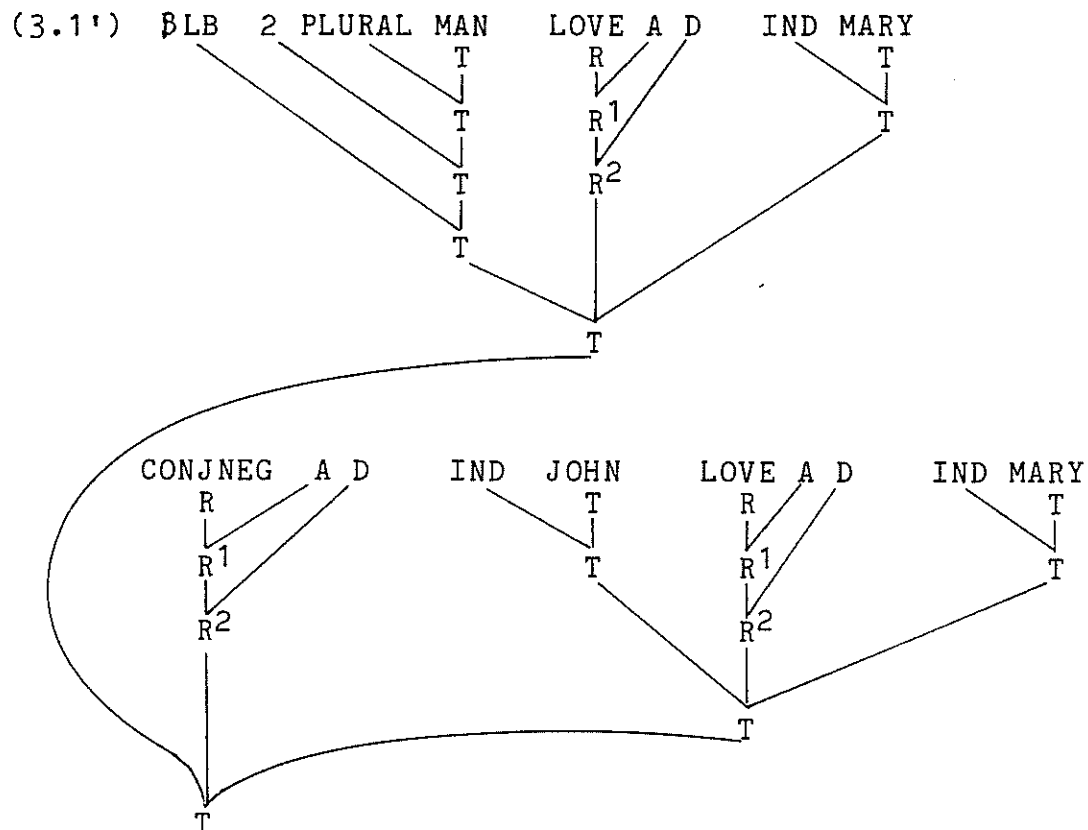 (3.1') βLB 2 PLURAL MAN LOVE A D IND MARY
T R T
T R1 T
T R2
T
T
CONJNEG A D IND JOHN LOVE A D IND MARY
R T R T
R1 T R1 T
R2 R2
T
T